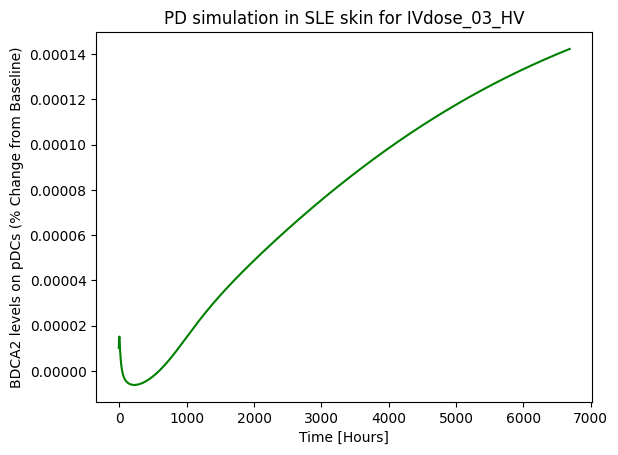 PD simulation in SLE skin for IVdose_03_HV
BDCA2 levels on pDCs (% Change from Baseline)
0.00014
0.00012
0.00010
0.00008
0.00006
0.00004
0.00002
0.00000
0 1000 2000 3000 4000 5000 6000 7000
Time [Hours]